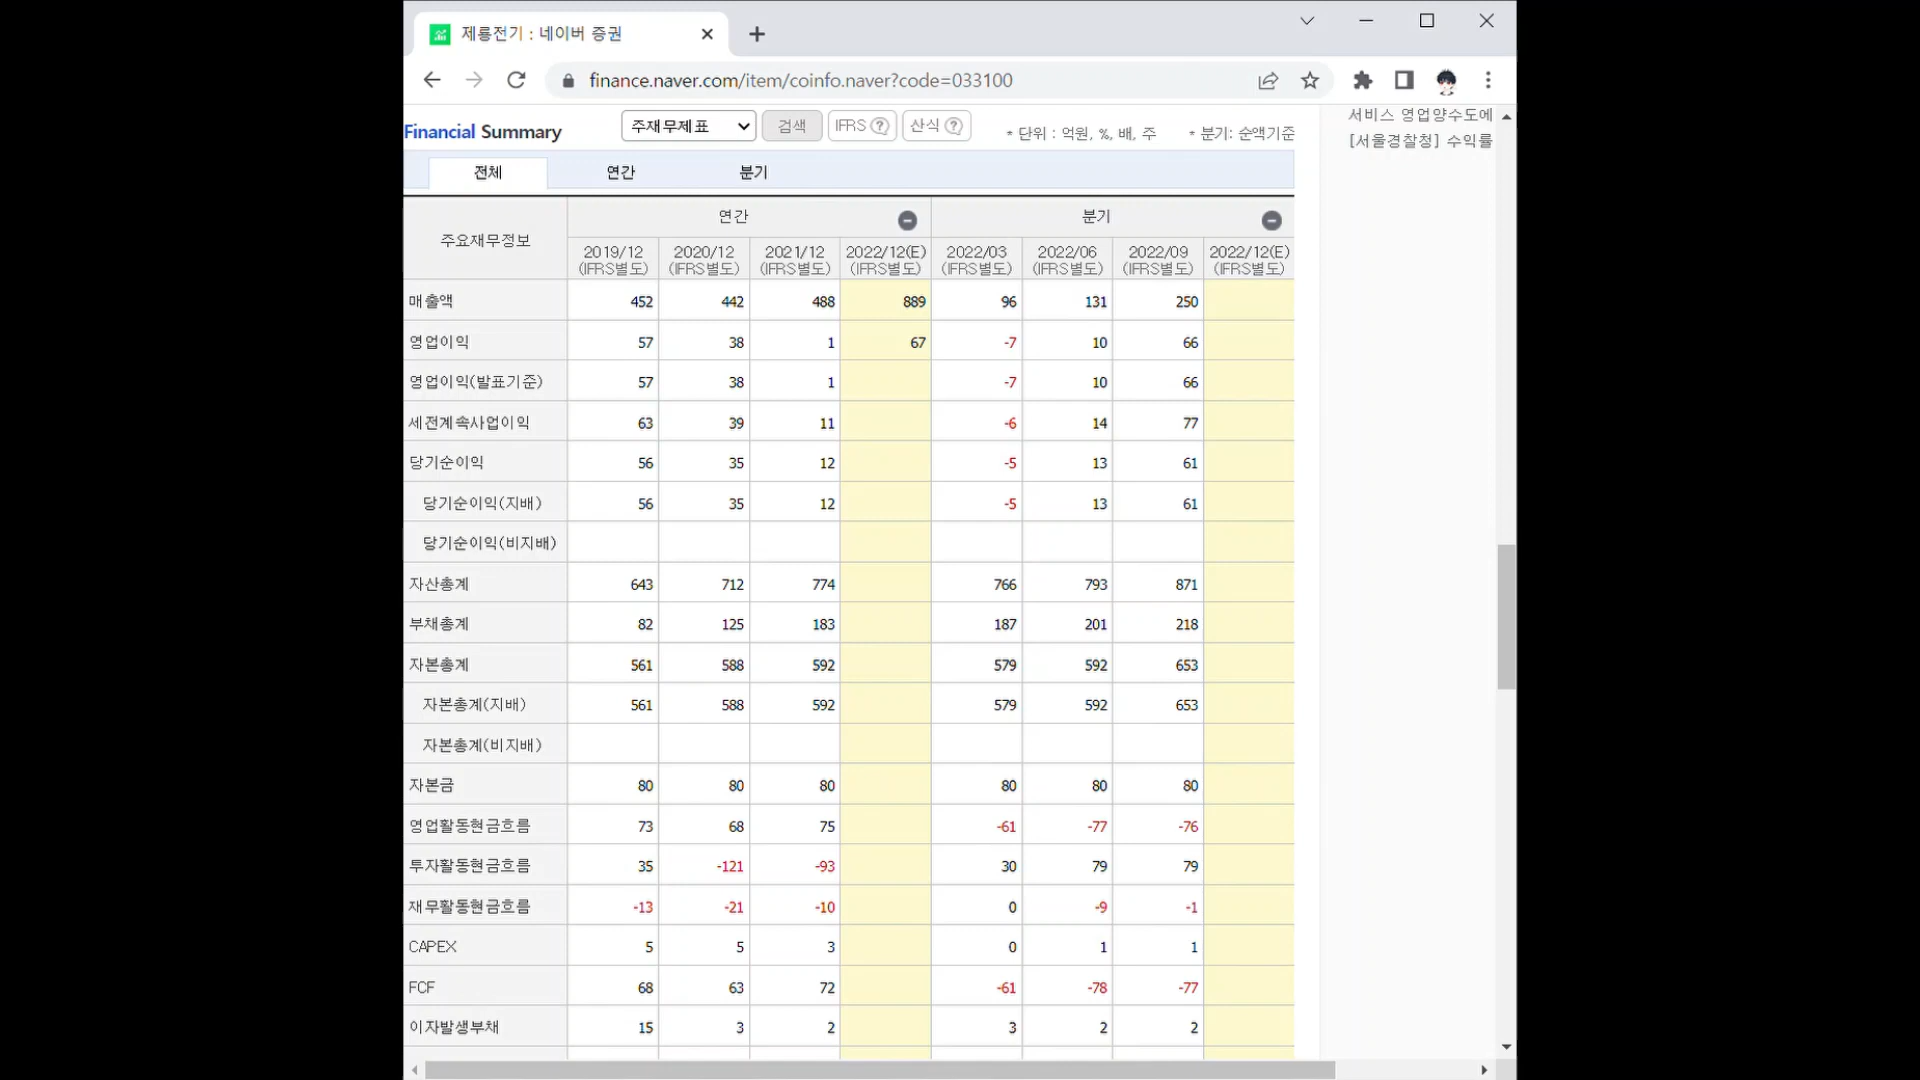 제룡전기 : 네이버 증권
finance.naver.com/item/coinfo.naver?code=033100
서비스 영업양수도에
[서울경찰청] 수익률
Financial Summary 주재무제표 검색 IFRS ? 산식 ? * 단위 : 억원, %, 배, 주 * 분기: 순액기준
전체 연간 분기
주요재무정보 연간 분기
2019/12 (IFRS별도) 2020/12 (IFRS별도) 2021/12 (IFRS별도) 2022/12(E) (IFRS별도) 2022/03 (IFRS별도) 2022/06 (IFRS별도) 2022/09 (IFRS별도) 2022/12(E) (IFRS별도)
매출액 452 442 488 889 96 131 250
영업이익 57 38 1 67 -7 10 66
영업이익(발표기준) 57 38 1 -7 10 66
세전계속사업이익 63 39 11 -6 14 77
당기순이익 56 35 12 -5 13 61
당기순이익(지배) 56 35 12 -5 13 61
당기순이익(비지배)
자산총계 643 712 774 766 793 871
부채총계 82 125 183 187 201 218
자본총계 561 588 592 579 592 653
자본총계(지배) 561 588 592 579 592 653
자본총계(비지배)
자본금 80 80 80 80 80 80
영업활동현금흐름 73 68 75 -61 -77 -76
투자활동현금흐름 35 -121 -93 30 79 79
재무활동현금흐름 -13 -21 -10 0 -9 -1
CAPEX 5 5 3 0 1 1
FCF 68 63 72 -61 -78 -77
이자발생부채 15 3 2 3 2 2